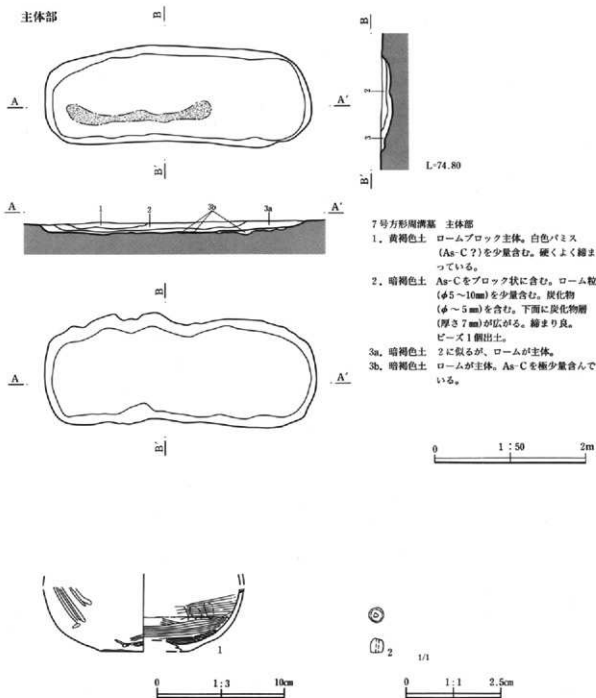 主体部
B
B
A
A'
2
3
B'
B'
L=74.80
A
1
2
3b
3a
A'
7号方形周溝墓 主体部
1．黄褐色土 ロームブロック主体。白色パミス
(As-C？)を少量含む。硬くよく締ま
っている。
2．暗褐色土 As-Cをブロック状に含む。ローム粒
(φ5～10㎜)を少量含む。炭化物
(φ～5㎜)を含む。下面に炭化物層
(厚さ7㎜)が広がる。締まり良。
ビーズ1個出土。
3a．暗褐色土 2に似るが、ロームが主体。
3b．暗褐色土 ロームが主体。As-Cを極少量含んで
いる。
B
A
A'
B'
0 1：50 2m
1
2
1/1
0 1：3 10cm
0 1：1 2.5cm